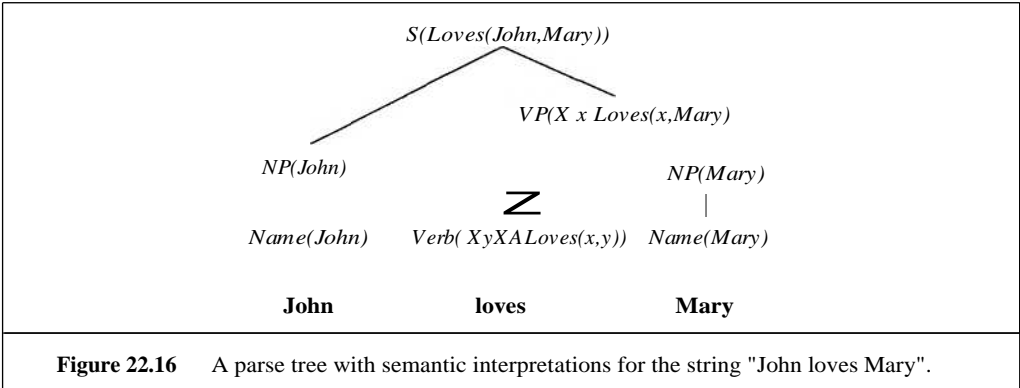 S(Loves(John,Mary))
VP(X x Loves(x,Mary)
NP(John)
NP(Mary)
Z
|
Name(John) Verb( XyXALoves(x,y)) Name(Mary)
John loves Mary
Figure 22.16 A parse tree with semantic interpretations for the string "John loves Mary".